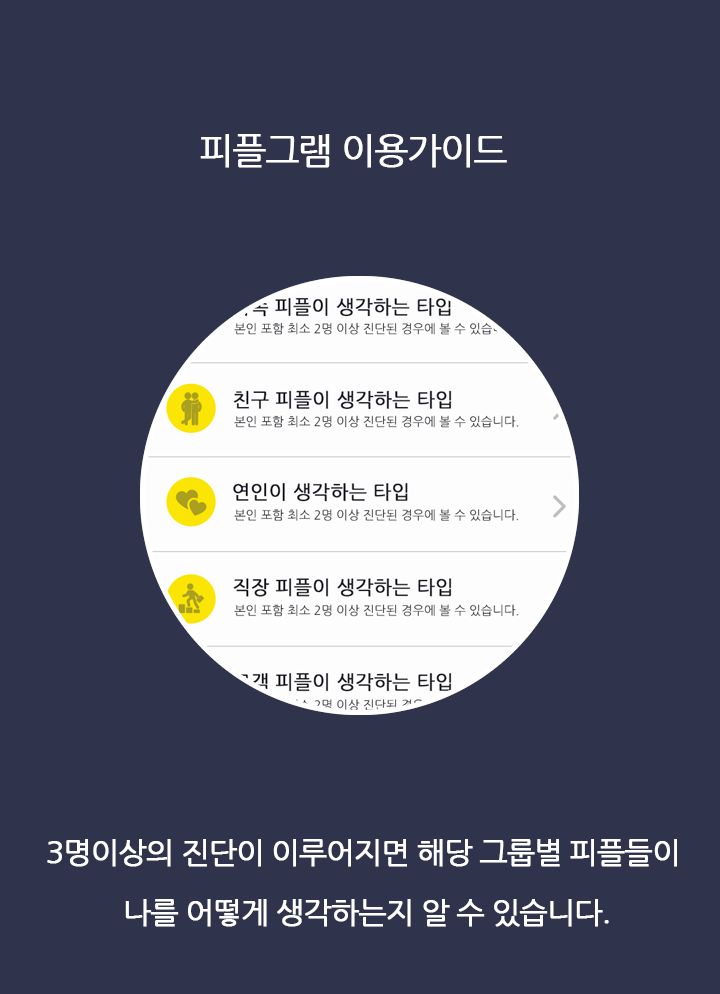 피플그램 이용가이드
피플이 생각하는 타입
본인 포함 최소 2명 이상 진단된 경우에 볼 수
친구 피플이 생각하는 타입
본인 포함 최소 2명 이상 진단된 경우에 볼 수 있습니다.
연인이 생각하는 타입
본인 포함 최소 2명 이상 진단된 경우에 볼 수 있습니다.
직장 피플이 생각하는 타입
본인 포함 최소 2명 이상 진단된 경우에 볼 수 있습니다.
피플이 생각하는 타입
2명 이상 진단된
3명이상의 진단이 이루어지면 해당 그룹별 피플들이
나를 어떻게 생각하는지 알 수 있습니다.